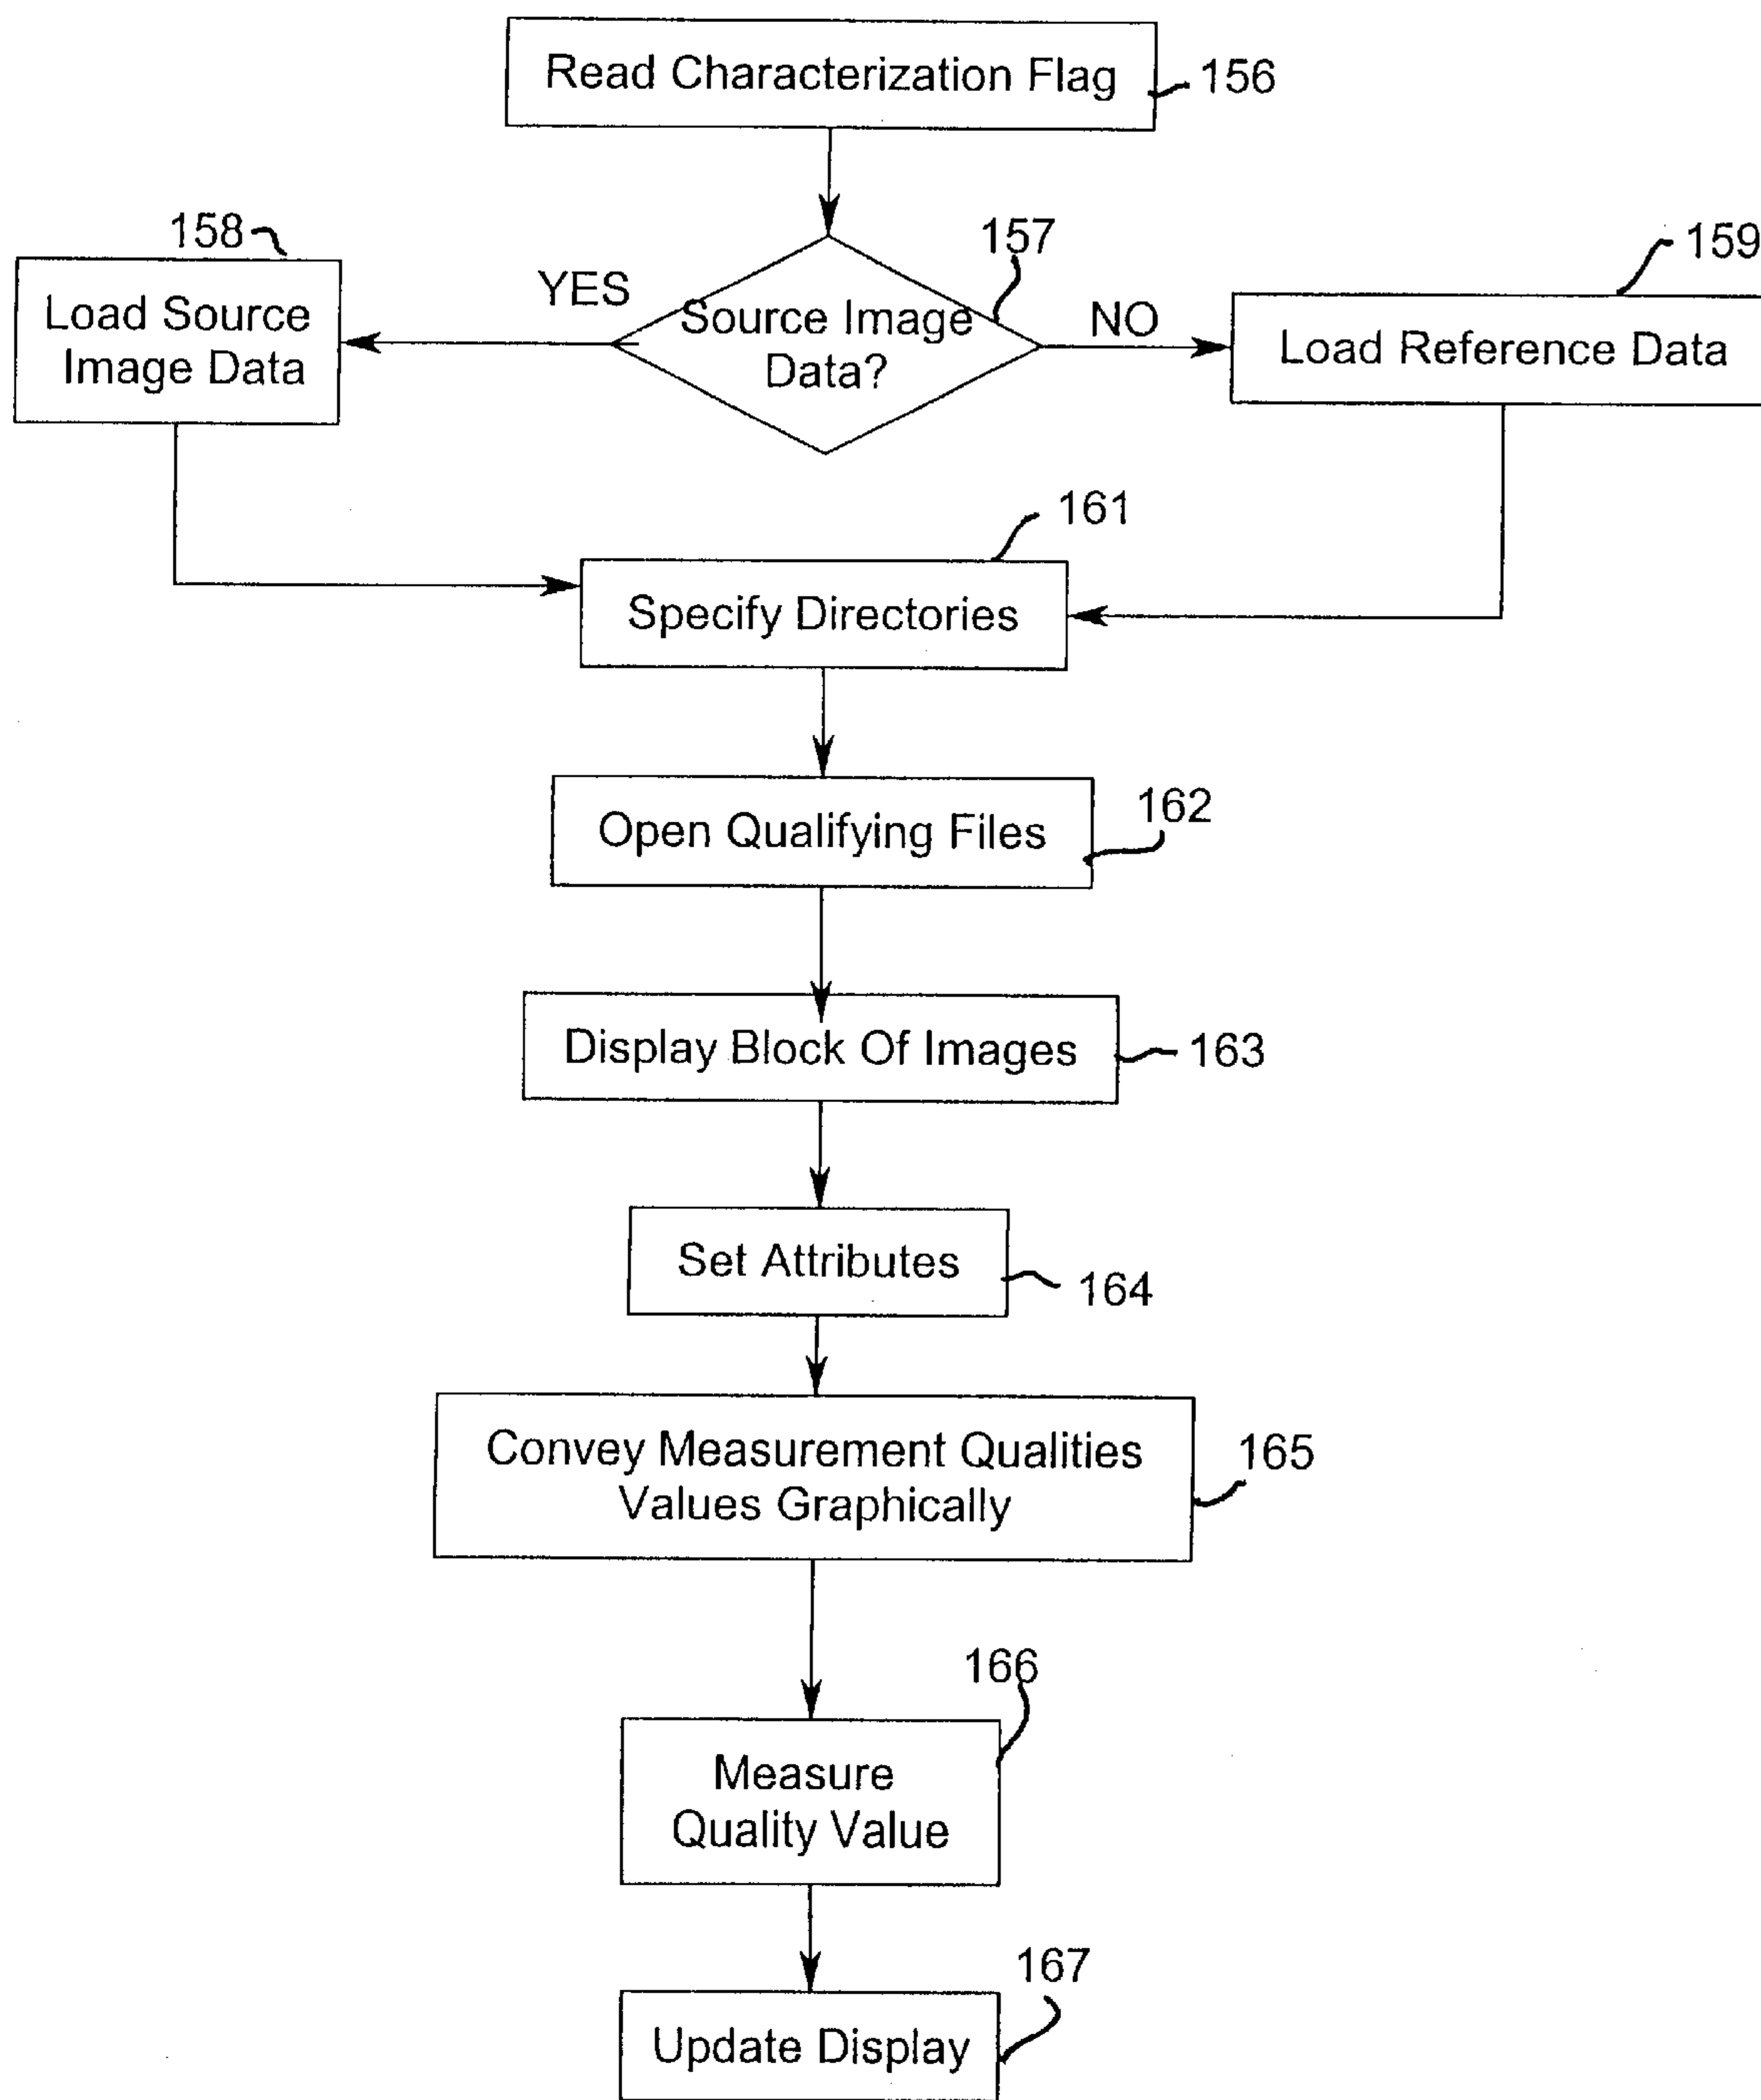 Read Characterization Flag
156
158
YES
157
NO
159
Load Source
Image Data
Source Image
Data?
Load Reference Data
161
Specify Directories
162
Open Qualifying Files
Display Block Of Images
163
Set Attributes
164
Convey Measurement Qualities
Values Graphically
165
166
Measure
Quality Value
167
Update Display